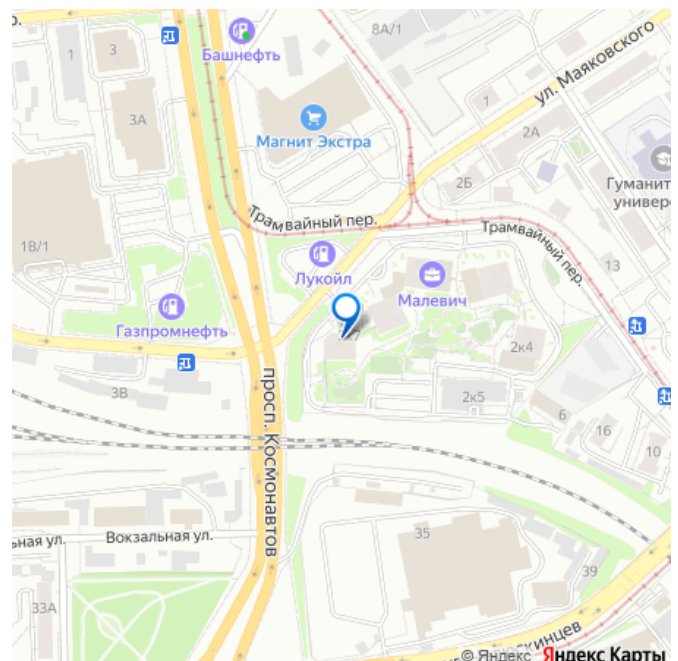 р.
8А/1
1
3
Башнефть
ул. Маяковского
3А
Магнит Экстра
1
2А
2Б
Гуманит
универ
Трамвайный пер.
Трамвайный пер.
1В/1
Лукойл
13
Малевич
Газпромнефть
2к4
3В
2к5
6
16
10
просп. Космонавтов
ьная ул.
Вокзальная ул.
35
39
33А
© Яндекс Яндекс Карты